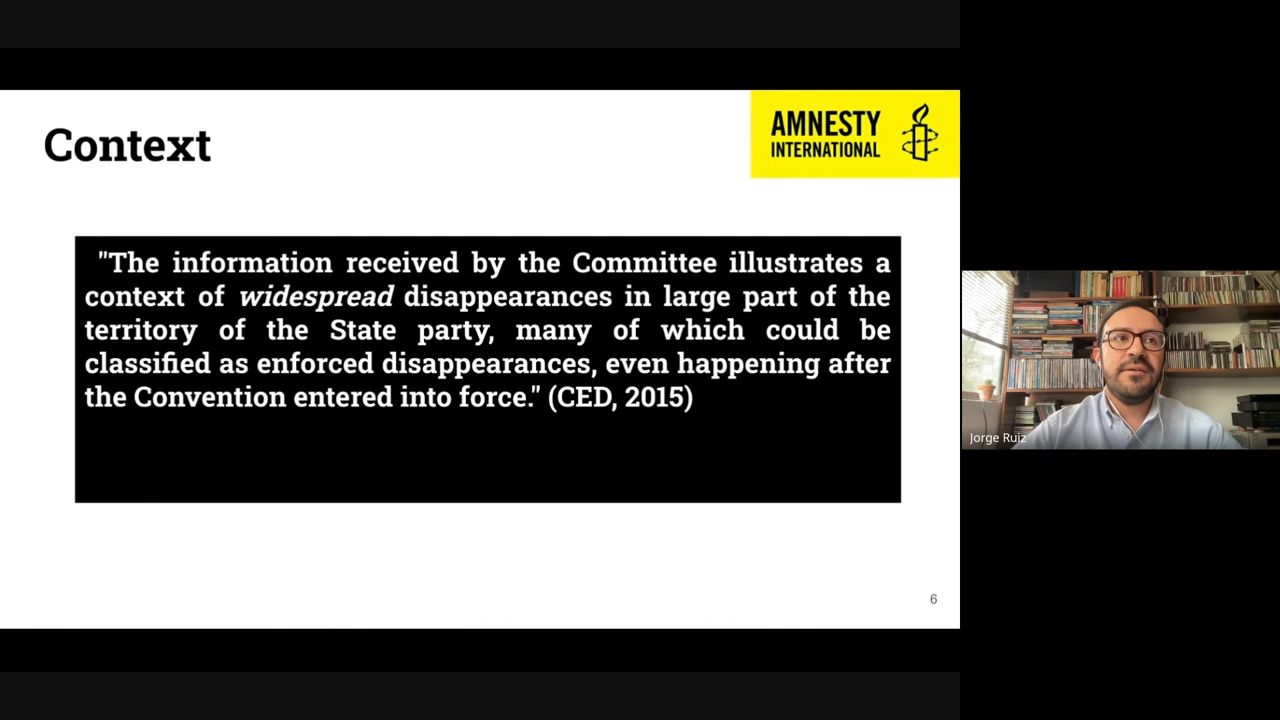 Context
AMNESTY
INTERNATIONAL
"The information received by the Committee illustrates a
context of widespread disappearances in large part of the
territory of the State party, many of which could be
classified as enforced disappearances, even happening after
the Convention entered into force." (CED, 2015)
6
Jorge Ruiz